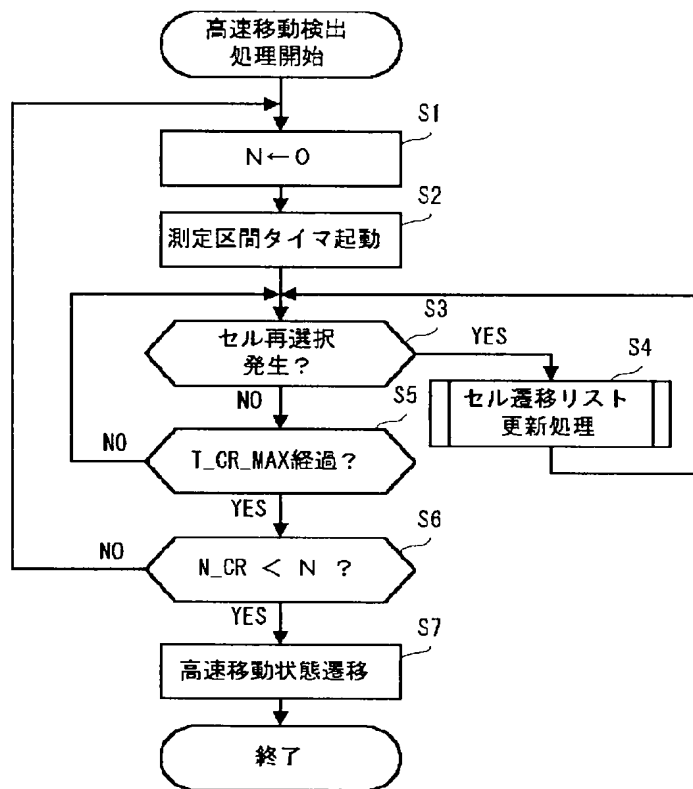 高速移動検出
処理開始
S1
N←0
S2
測定区間タイマ起動
S3
セル再選択
発生?
YES
S4
セル遷移リスト
更新処理
NO
S5
NO
T_CR_MAX経過?
YES
S6
NO
N_CR < N ?
YES
S7
高速移動状態遷移
終了